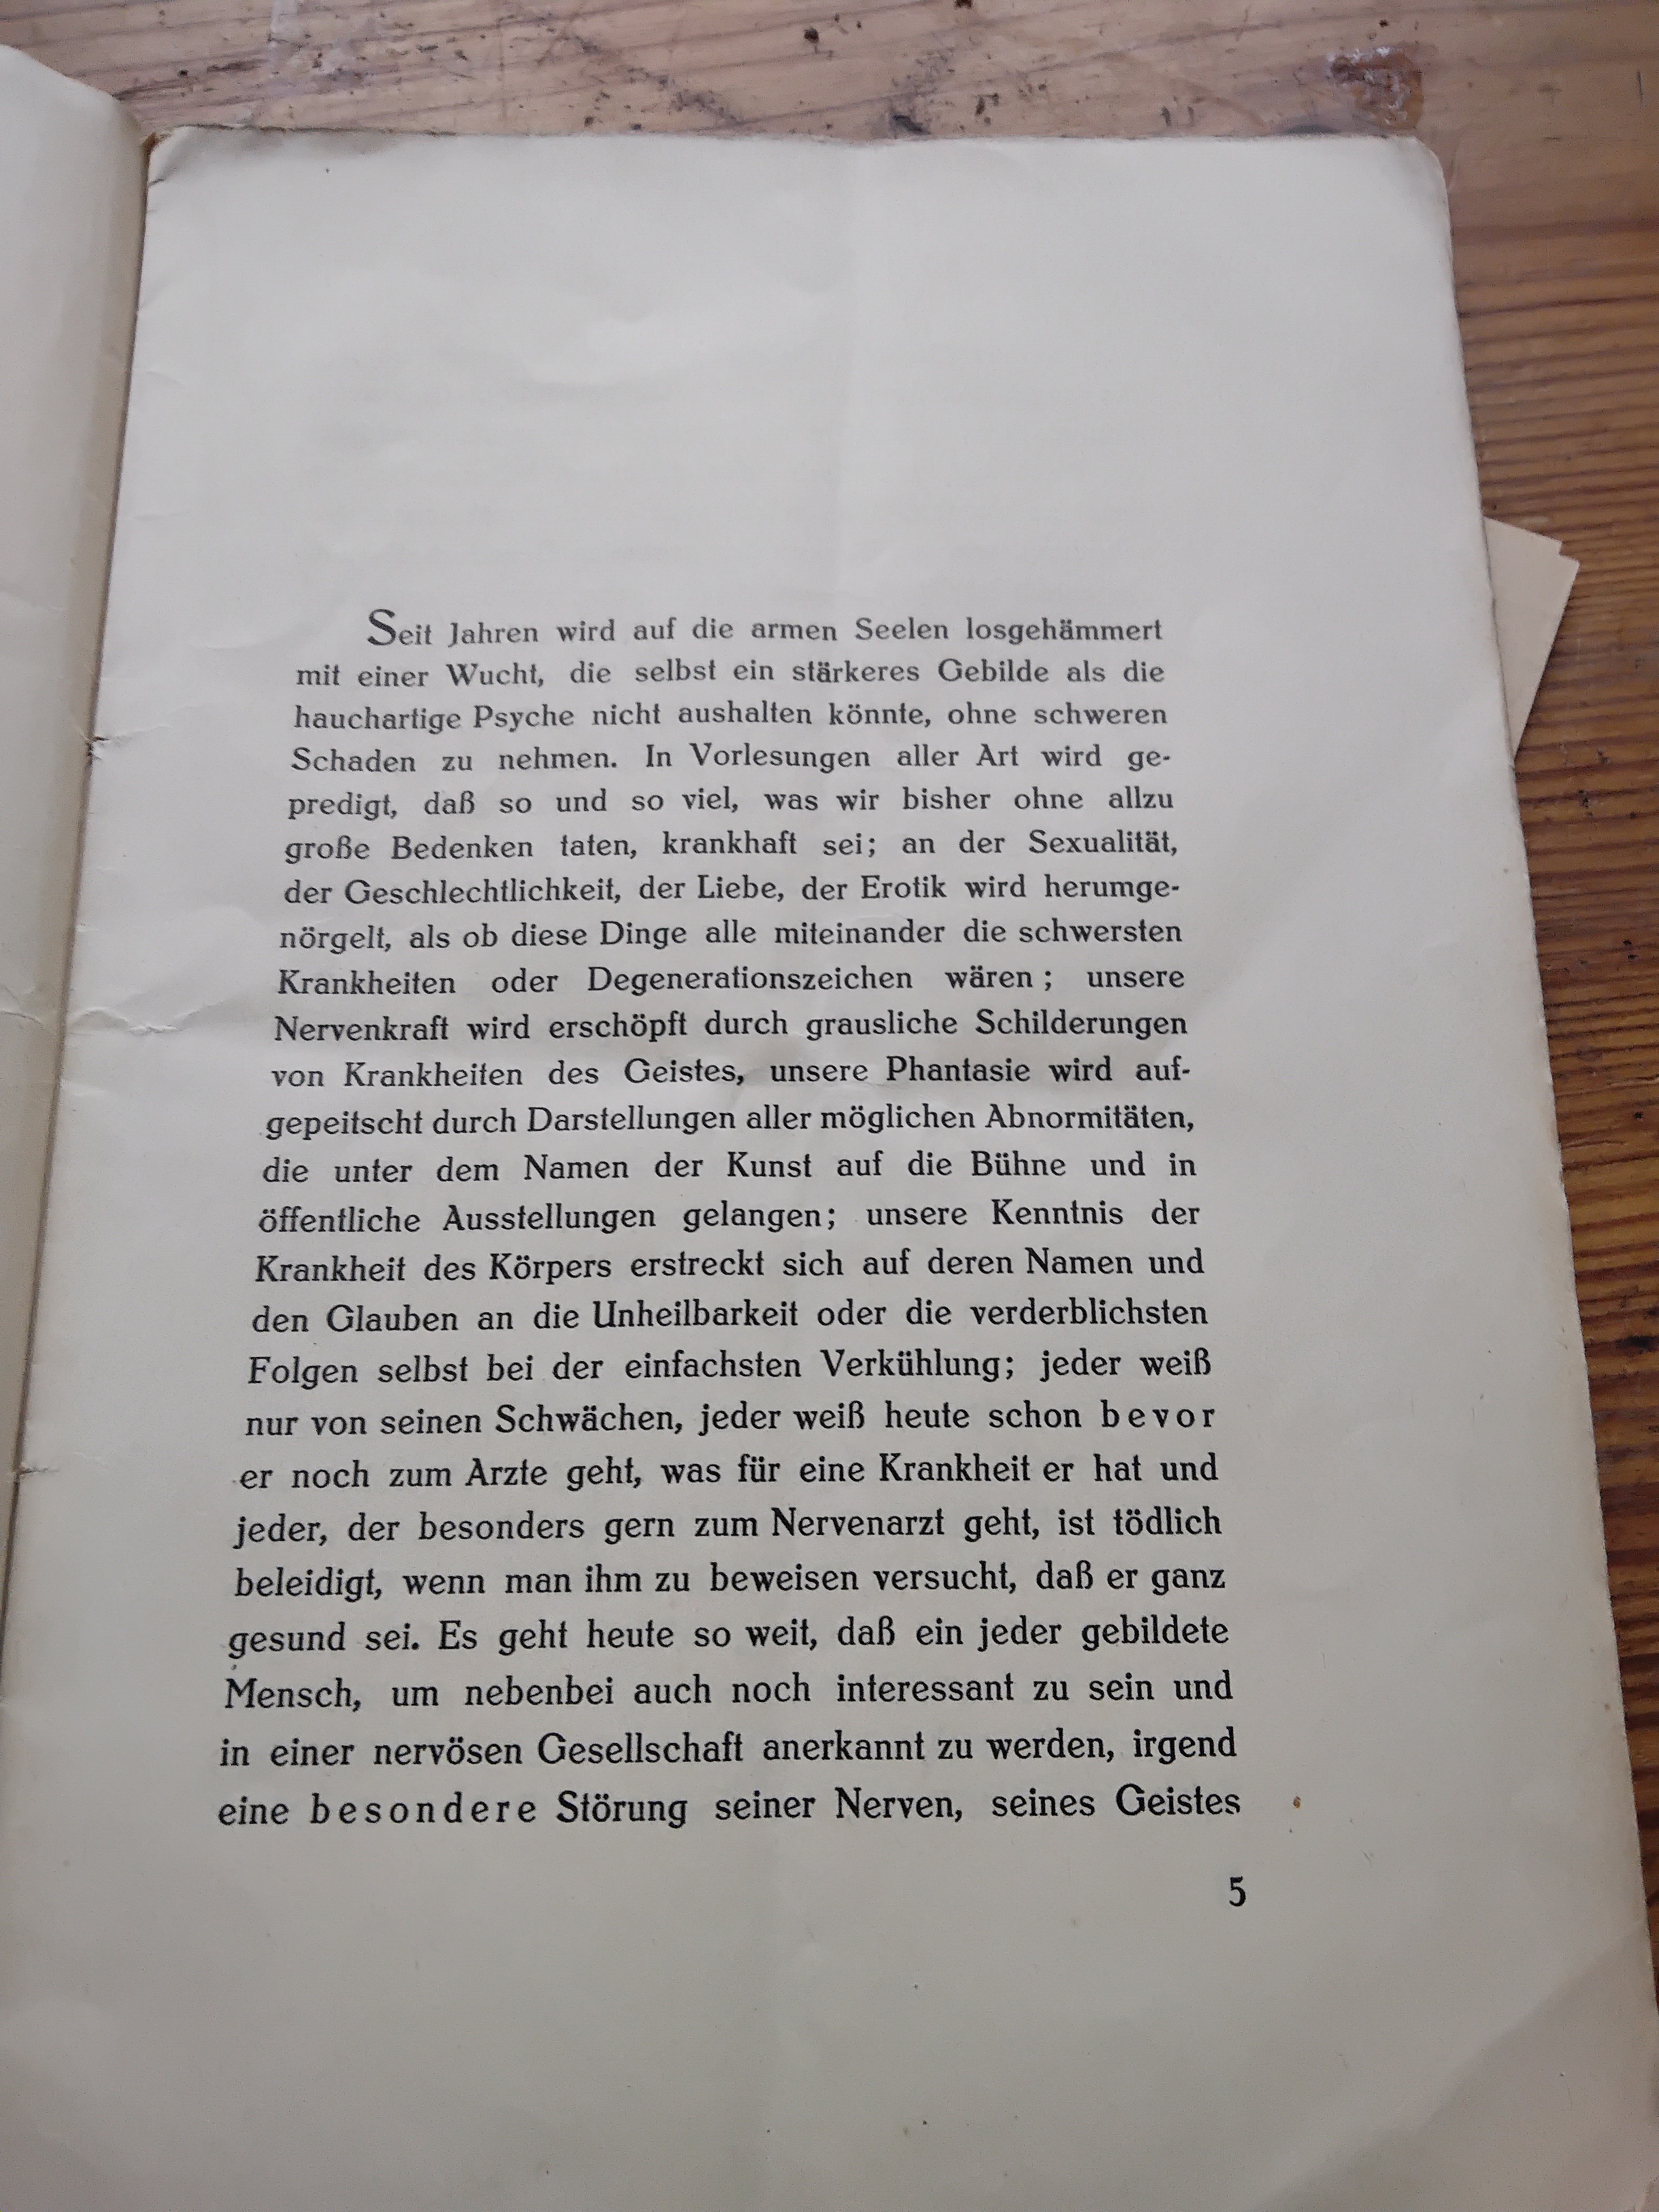 Seit Jahren wird auf die armen Seelen losgehämmert
mit einer Wucht, die selbst ein stärkeres Gebilde als die
hauchartige Psyche nicht aushalten könnte, ohne schweren
Schaden zu nehmen. In Vorlesungen aller Art wird ge-
predigt, daß so und so viel, was wir bisher ohne allzu
große Bedenken taten, krankhaft sei; an der Sexualität,
der Geschlechtlichkeit, der Liebe, der Erotik wird herumge-
nörgelt, als ob diese Dinge alle miteinander die schwersten
Krankheiten oder Degenerationszeichen wären; unsere
Nervenkraft wird erschöpft durch grausliche Schilderungen
von Krankheiten des Geistes, unsere Phantasie wird auf-
gepeitscht durch Darstellungen aller möglichen Abnormitäten,
die unter dem Namen der Kunst auf die Bühne und in
öffentliche Ausstellungen gelangen; unsere Kenntnis der
Krankheit des Körpers erstreckt sich auf deren Namen und
den Glauben an die Unheilbarkeit oder die verderblichsten
Folgen selbst bei der einfachsten Verkühlung; jeder weiß
nur von seinen Schwächen, jeder weiß heute schon bevor
er noch zum Arzte geht, was für eine Krankheit er hat und
jeder, der besonders gern zum Nervenarzt geht, ist tödlich
beleidigt, wenn man ihm zu beweisen versucht, daß er ganz
gesund sei. Es geht heute so weit, daß ein jeder gebildete
Mensch, um nebenbei auch noch interessant zu sein und
in einer nervösen Gesellschaft anerkannt zu werden, irgend
eine besondere Störung seiner Nerven, seines Geistes
5